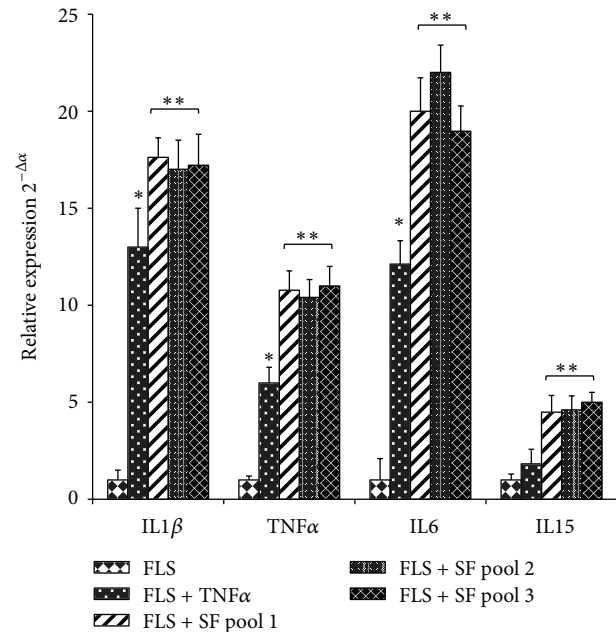 Relative expression 2^{−Δα}
25
20
15
10
5
0
**
*
**
*
**
*
**
IL1β
TNFα
IL6
IL15
FLS
FLS + TNFα
FLS + SF pool 1
FLS + SF pool 2
FLS + SF pool 3